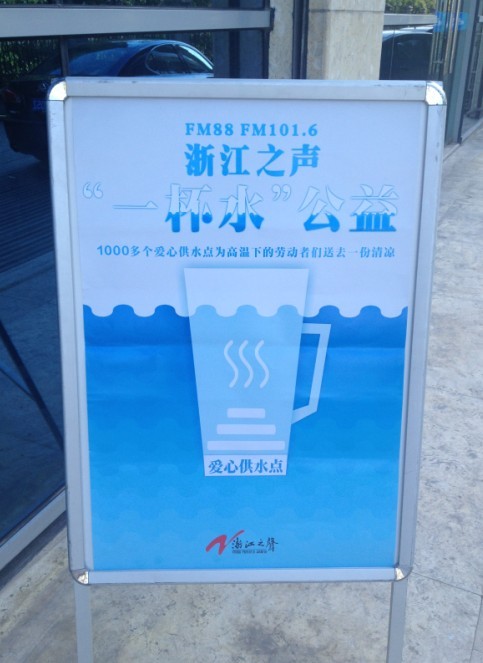 FM88 FM101.6
浙江之声
“一杯水”公益
1000多个爱心供水点为高温下的劳动者们送去一份清凉
爱心供水点
浙江之聲